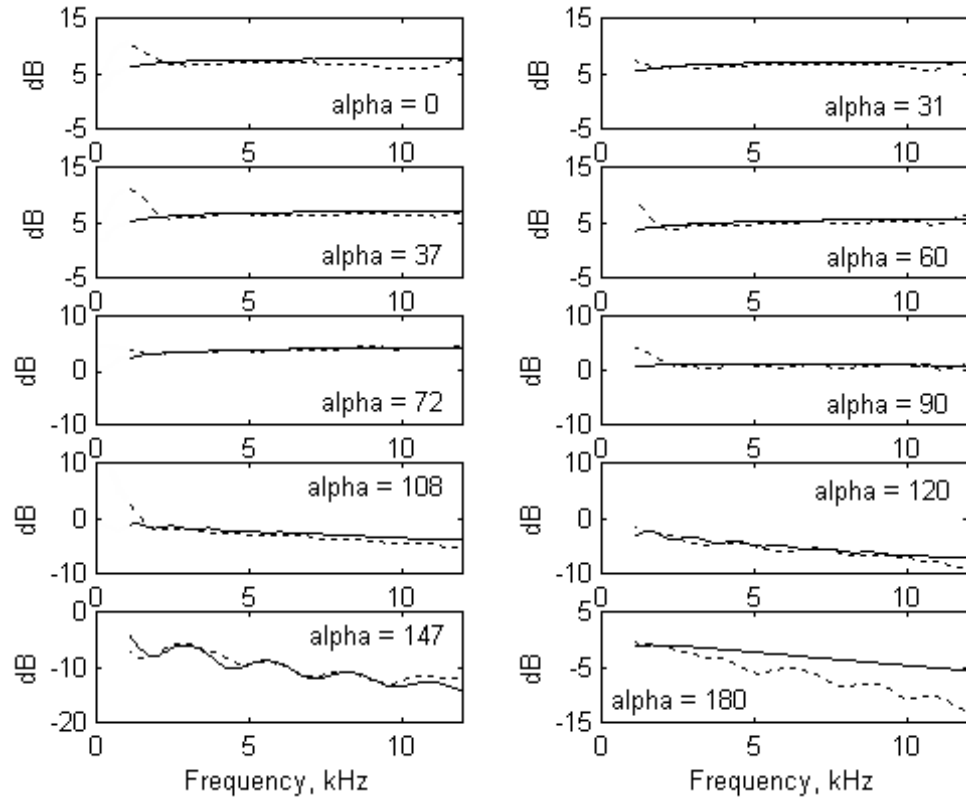 15
5
-5
dB
alpha = 0
0
5
10
15
5
-5
dB
alpha = 31
0
5
10
15
5
-5
dB
alpha = 37
0
5
10
15
5
-5
dB
alpha = 60
0
5
10
10
0
-10
dB
alpha = 72
0
5
10
10
0
-10
dB
alpha = 90
0
5
10
10
0
-10
dB
alpha = 108
0
5
10
10
0
-10
dB
alpha = 120
0
5
10
0
-10
-20
dB
alpha = 147
0
5
10
Frequency, kHz
5
-5
-15
dB
alpha = 180
0
5
10
Frequency, kHz